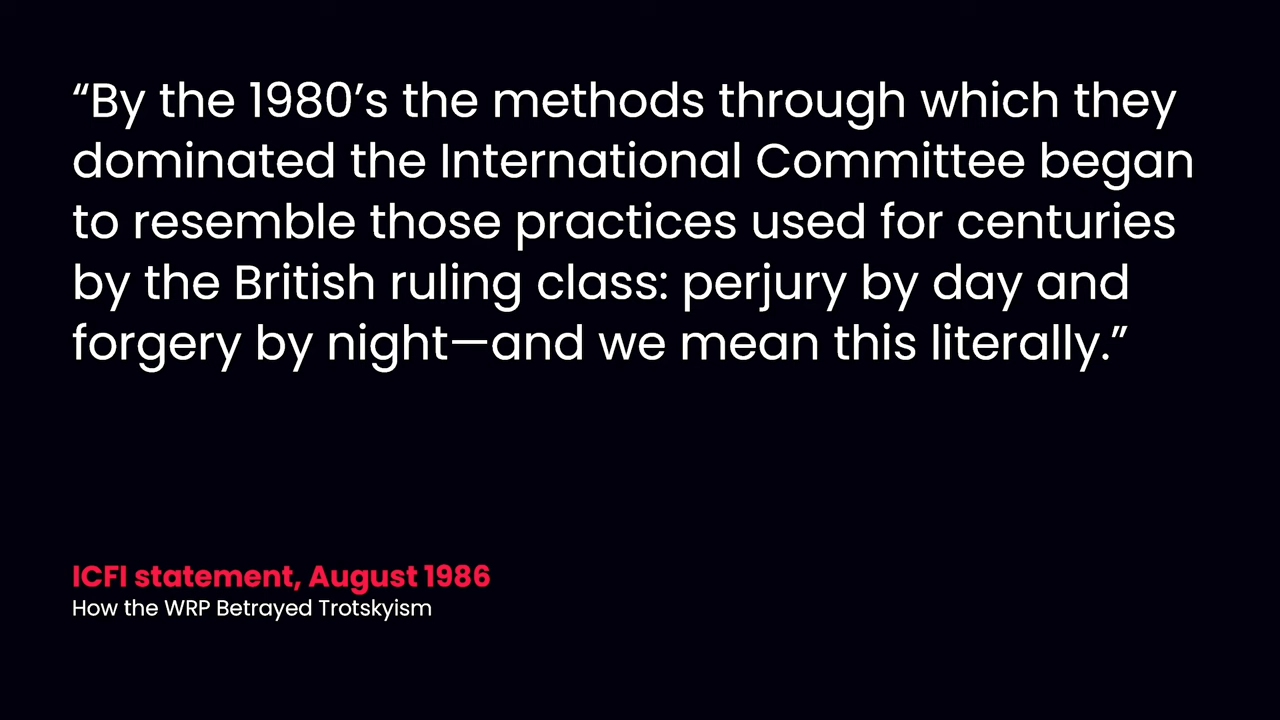 “By the 1980’s the methods through which they
dominated the International Committee began
to resemble those practices used for centuries
by the British ruling class: perjury by day and
forgery by night—and we mean this literally.”
ICFI statement, August 1986
How the WRP Betrayed Trotskyism